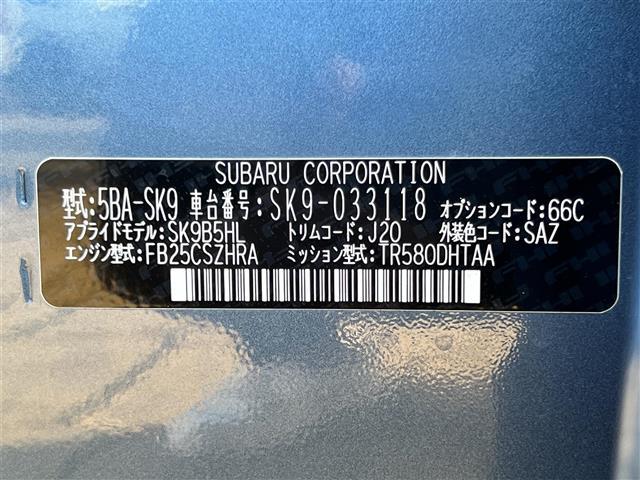 SUBARU CORPORATION
型式:5BA-SK9 車台番号:SK9-033118 オプションコード:66C
アプライドモデル:SK9B5HL トリムコード:J20 外装色コード:SAZ
エンジン型式:FB25CSZHRA ミッション型式:TR580DHTAA